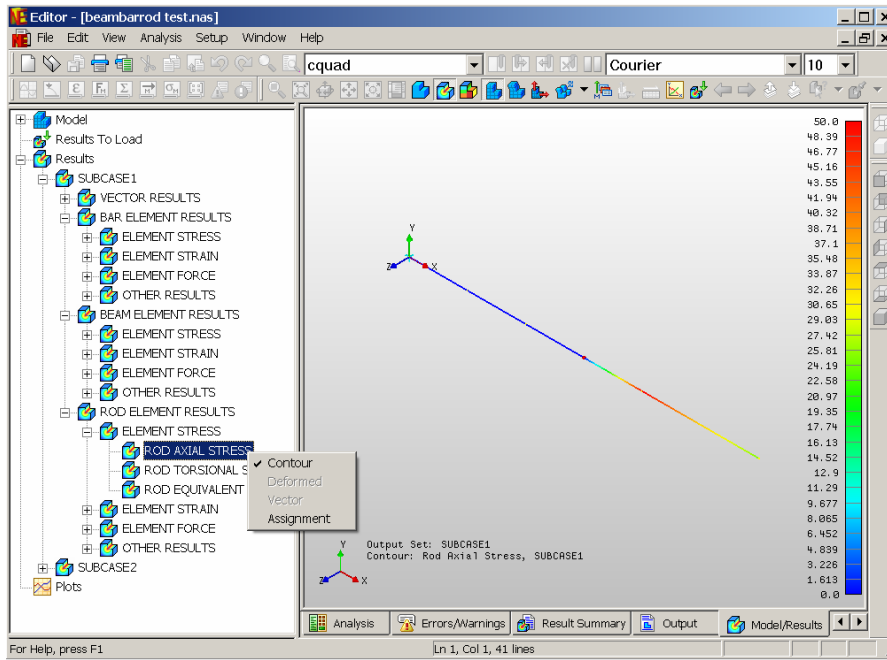 Editor - [beambarrod test.nas]
File Edit View Analysis Setup Window Help
cquad Courier 10
Model
Results To Load
Results
SUBCASE1
VECTOR RESULTS
BAR ELEMENT RESULTS
ELEMENT STRESS
ELEMENT STRAIN
ELEMENT FORCE
OTHER RESULTS
BEAM ELEMENT RESULTS
ELEMENT STRESS
ELEMENT STRAIN
ELEMENT FORCE
OTHER RESULTS
ROD ELEMENT RESULTS
ELEMENT STRESS
ROD AXIAL STRESS
ROD TORSIONAL S
ROD EQUIVALENT
ELEMENT STRAIN
ELEMENT FORCE
OTHER RESULTS
SUBCASE2
Plots
Contour
Deformed
Vector
Assignment
Y
Z X
50.0
48.39
46.77
45.16
43.55
41.94
40.32
38.71
37.1
35.48
33.87
32.26
30.65
29.03
27.42
25.81
24.19
22.58
20.97
19.35
17.74
16.13
14.52
12.9
11.29
9.677
8.065
6.452
4.839
3.226
1.613
0.0
Y
Z X
Output Set: SUBCASE1
Contour: Rod Axial Stress, SUBCASE1
Analysis Errors/Warnings Result Summary Output Model/Results
For Help, press F1 Ln 1, Col 1, 41 lines